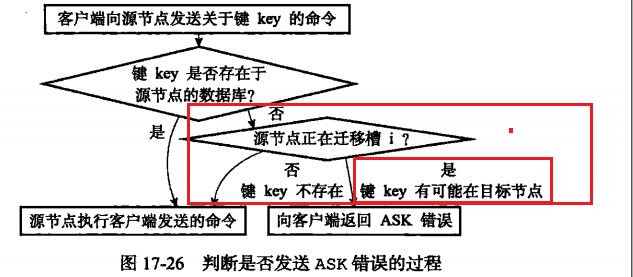 客户端向源节点发送关于键 key 的命令
键 key 是否存在于
源节点的数据库?
否
是
源节点正在迁移槽 i ?
否
键 key 不存在
是
键 key 有可能在目标节点
源节点执行客户端发送的命令
向客户端返回 ASK 错误
图 17-26 判断是否发送 ASK 错误的过程